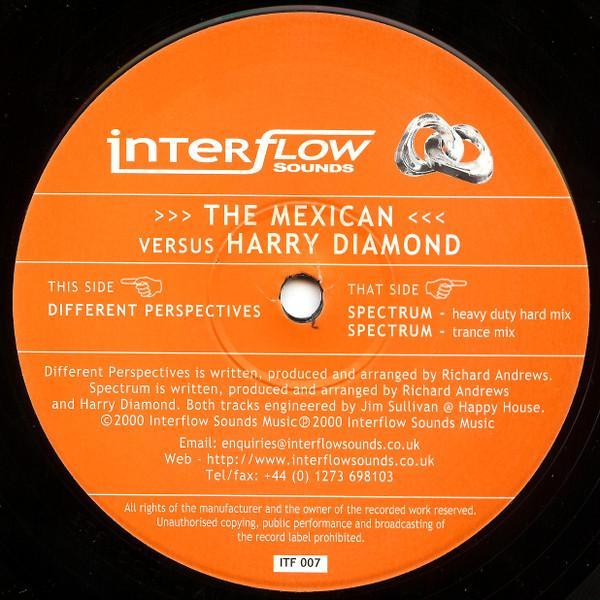 interflow
SOUNDS
>>> THE MEXICAN <<<
VERSUS HARRY DIAMOND
THIS SIDE
DIFFERENT PERSPECTIVES
THAT SIDE
SPECTRUM - heavy duty hard mix
SPECTRUM - trance mix
Different Perspectives is written, produced and arranged by Richard Andrews.
Spectrum is written, produced and arranged by Richard Andrews
and Harry Diamond. Both tracks engineered by Jim Sullivan @ Happy House.
©2000 Interflow Sounds Music℗2000 Interflow Sounds Music
Email: enquiries@interflowsounds.co.uk
Web - http://www.interflowsounds.co.uk
Tel/fax: +44 (0) 1273 698103
All rights of the manufacturer and the owner of the recorded work reserved.
Unauthorised copying, public performance and broadcasting of
the record label prohibited.
ITF 007